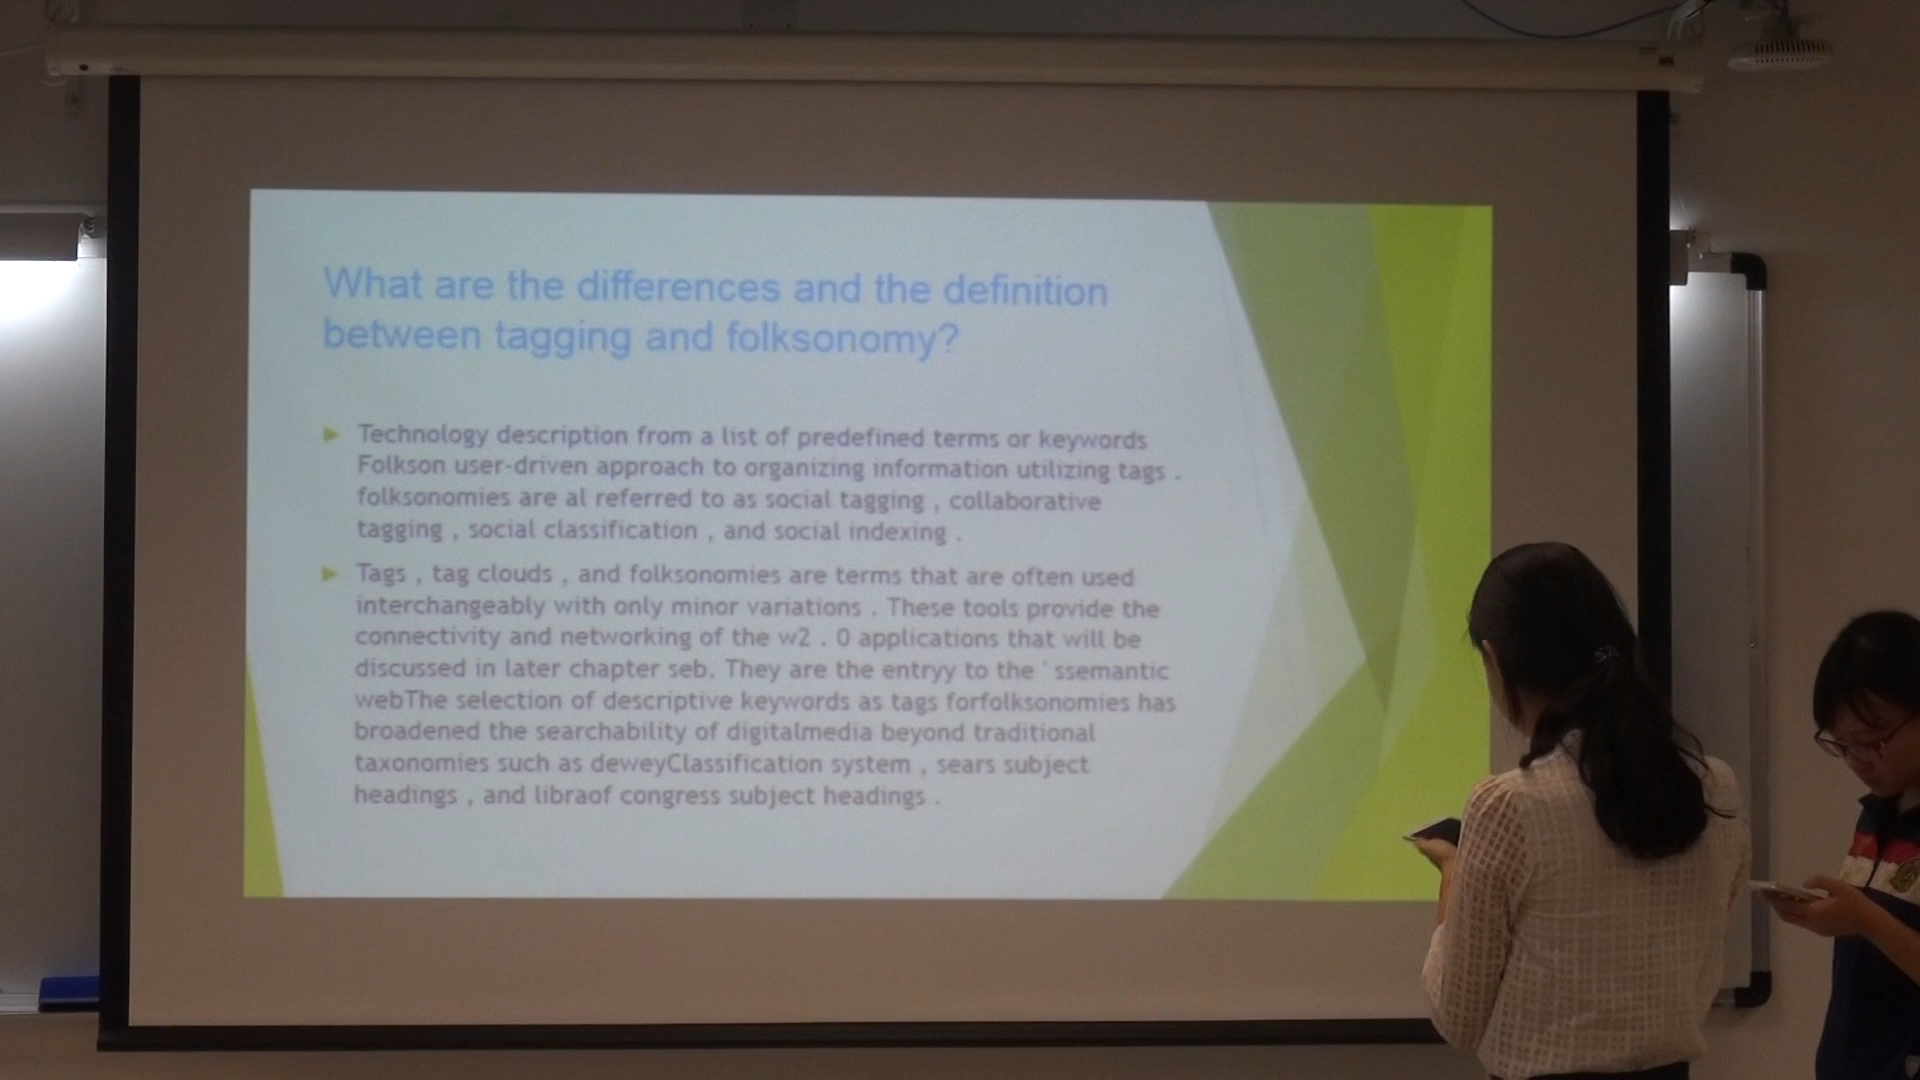 What are the differences and the definition
between tagging and folksonomy?
Technology description from a list of predefined terms or keywords
Folkson user-driven approach to organizing information utilizing tags .
folksonomies are al referred to as social tagging , collaborative
tagging , social classification , and social indexing .
Tags , tag clouds , and folksonomies are terms that are often used
interchangeably with only minor variations . These tools provide the
connectivity and networking of the w2 . 0 applications that will be
discussed in later chapter seb. They are the entryy to the ' ssemantic
webThe selection of descriptive keywords as tags forfolksonomies has
broadened the searchability of digitalmedia beyond traditional
taxonomies such as deweyClassification system , sears subject
headings , and libraof congress subject headings .